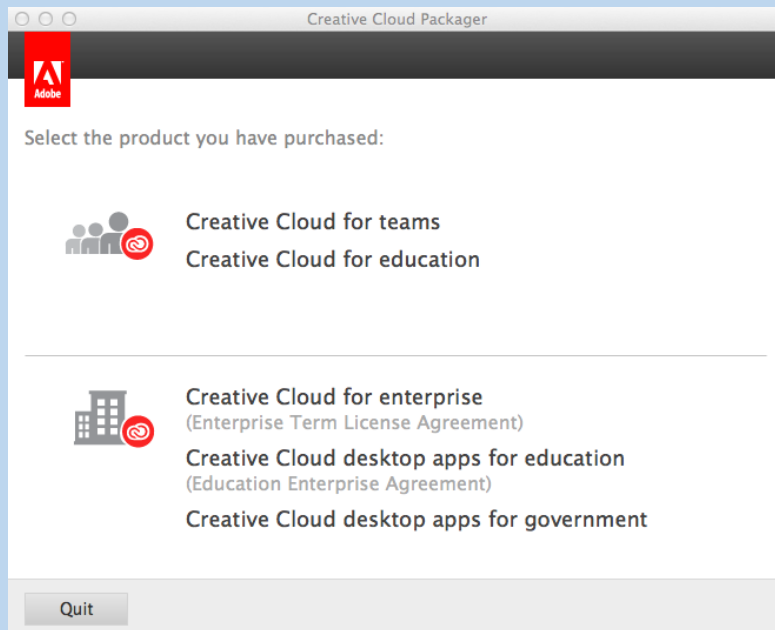 Creative Cloud Packager
Adobe
Select the product you have purchased:
Creative Cloud for teams
Creative Cloud for education
Creative Cloud for enterprise
(Enterprise Term License Agreement)
Creative Cloud desktop apps for education
(Education Enterprise Agreement)
Creative Cloud desktop apps for government
Quit